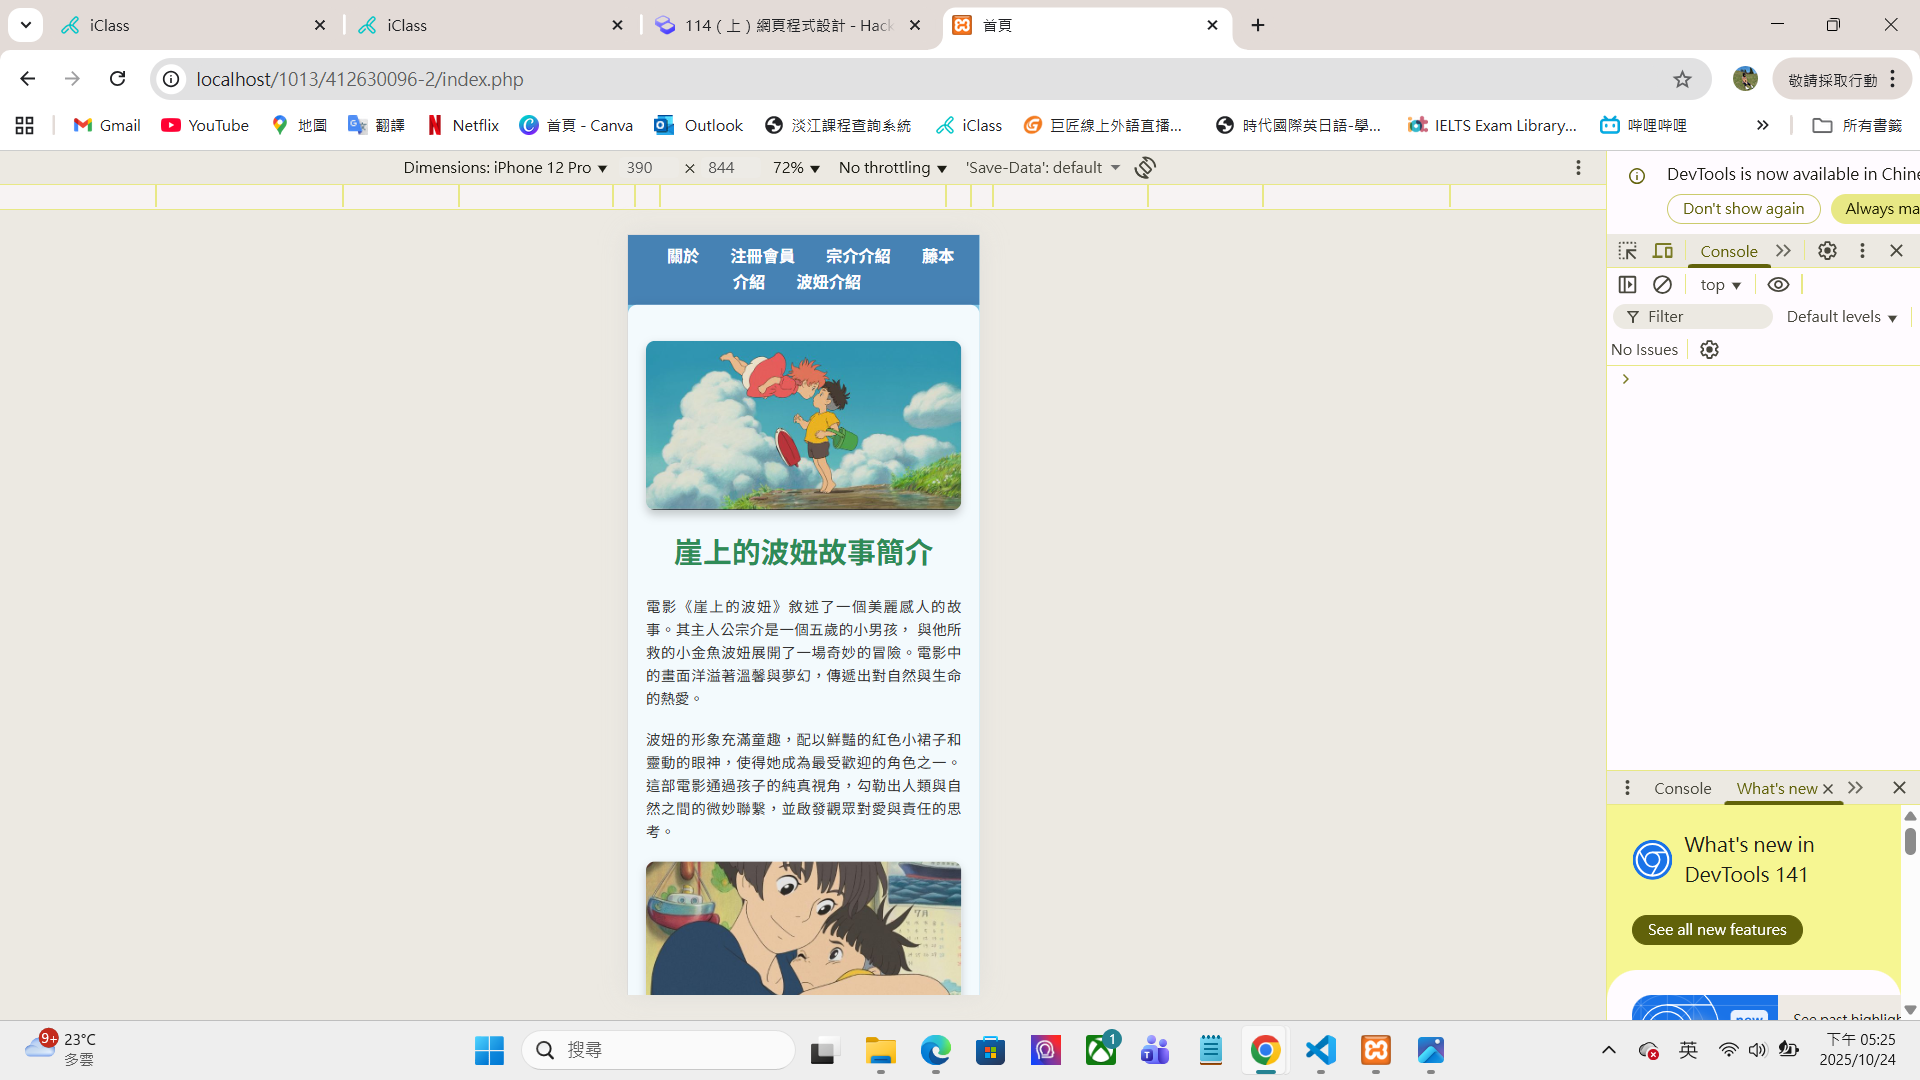 iClass
iClass
114 ( 上 ) 網頁程式設計 - Hack
首頁
localhost/1013/412630096-2/index.php
敬請採取行動
Gmail
YouTube
地圖
翻譯
Netflix
首頁 - Canva
Outlook
淡江課程查詢系統
iClass
巨匠線上外語直播...
時代國際英日語-學...
IELTS Exam Library...
哔哩哔哩
所有書籤
Dimensions: iPhone 12 Pro 390 × 844 72% No throttling 'Save-Data': default
DevTools is now available in Chine
Don't show again
Always ma
Console
top
Filter
Default levels
No Issues
關於 注冊會員 宗介介紹 藤本
介紹 波妞介紹
崖上的波妞故事簡介
電影《崖上的波妞》敘述了一個美麗感人的故
事。其主人公宗介是一個五歲的小男孩， 與他所
救的小金魚波妞展開了一場奇妙的冒險。電影中
的畫面洋溢著溫馨與夢幻，傳遞出對自然與生命
的熱愛。
波妞的形象充滿童趣，配以鮮豔的紅色小裙子和
靈動的眼神，使得她成為最受歡迎的角色之一。
這部電影通過孩子的純真視角，勾勒出人類與自
然之間的微妙聯繫，並啟發觀眾對愛與責任的思
考。
7月
Console
What's new
What's new in
DevTools 141
See all new features
new
See past highlights
9+
23°C
多雲
搜尋
1
英
下午 05:25
2025/10/24